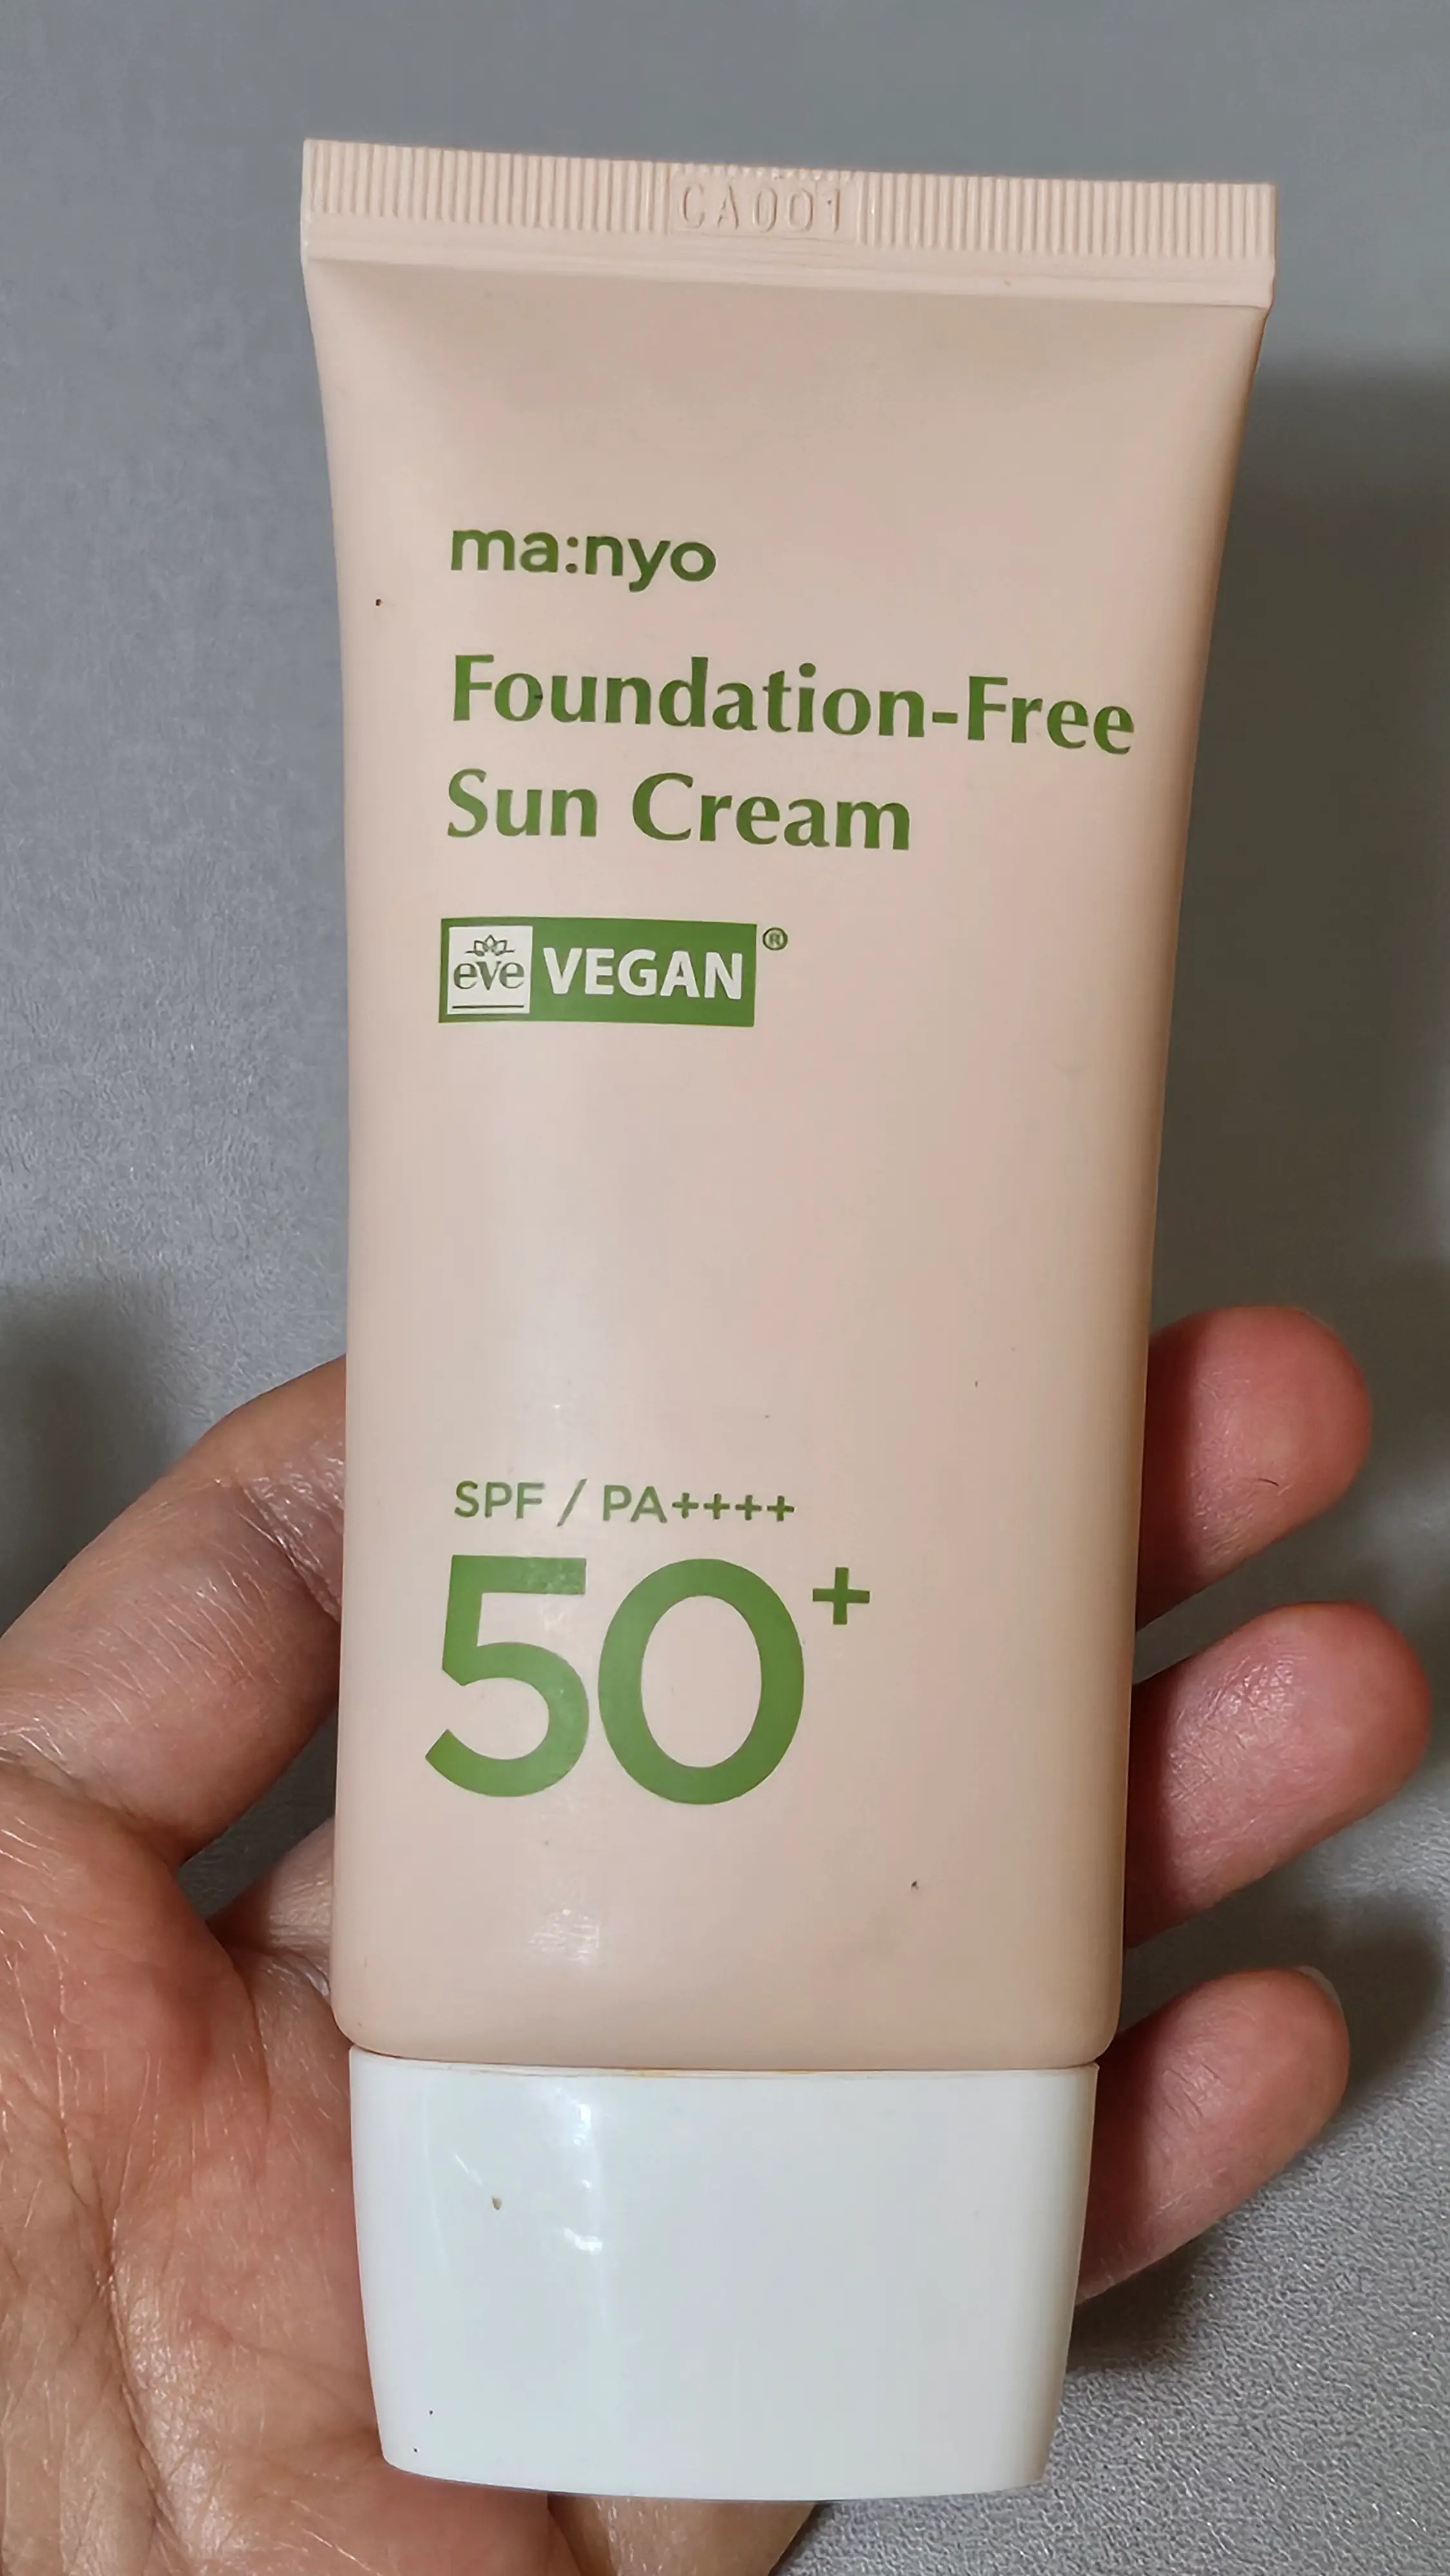 CA001
ma:nyo
Foundation-Free
Sun Cream
eve VEGAN®
SPF / PA++++
50+